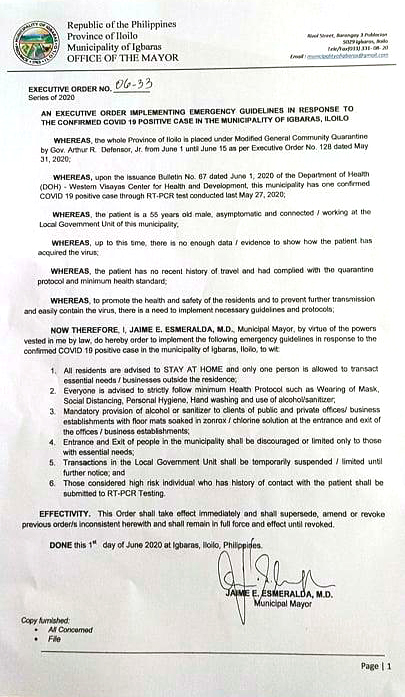 Republic of the Philippines
Province of Iloilo
Municipality of Igbaras
OFFICE OF THE MAYOR
Rizal Street, Barangay 3 Poblacion
5029 Igbaras, Iloilo
Tele/Fax(033) 331-08-20
Email : municipalityofigbaras@gmail.com
EXECUTIVE ORDER NO. 06-33
Series of 2020
AN EXECUTIVE ORDER IMPLEMENTING EMERGENCY GUIDELINES IN RESPONSE TO
THE CONFIRMED COVID 19 POSITIVE CASE IN THE MUNICIPALITY OF IGBARAS, ILOILO
WHEREAS, the whole Province of Iloilo is placed under Modified General Community Quarantine
by Gov. Arthur R. Defensor, Jr. from June 1 until June 15 as per Executive Order No. 128 dated May
31, 2020;
WHEREAS, upon the issuance Bulletin No. 67 dated June 1, 2020 of the Department of Health
(DOH) - Western Visayas Center for Health and Development, this municipality has one confirmed
COVID 19 positive case through RT-PCR test conducted last May 27, 2020;
WHEREAS, the patient is a 55 years old male, asymptomatic and connected / working at the
Local Government Unit of this municipality;
WHEREAS, up to this time, there is no enough data / evidence to show how the patient has
acquired the virus;
WHEREAS, the patient has no recent history of travel and had complied with the quarantine
protocol and minimum health standard;
WHEREAS, to promote the health and safety of the residents and to prevent further transmission
and easily contain the virus, there is a need to implement necessary guidelines and protocols;
NOW THEREFORE, I, JAIME E. ESMERALDA, M.D., Municipal Mayor, by virtue of the powers
vested in me by law, do hereby order to implement the following emergency guidelines in response to the
confirmed COVID 19 positive case in the municipality of Igbaras, Iloilo, to wit:
1. All residents are advised to STAY AT HOME and only one person is allowed to transact
essential needs / businesses outside the residence;
2. Everyone is advised to strictly follow minimum Health Protocol such as Wearing of Mask,
Social Distancing, Personal Hygiene, Hand washing and use of alcohol/sanitizer;
3. Mandatory provision of alcohol or sanitizer to clients of public and private offices/ business
establishments with floor mats soaked in zonrox / chlorine solution at the entrance and exit of
the offices / business establishments;
4. Entrance and Exit of people in the municipality shall be discouraged or limited only to those
with essential needs;
5. Transactions in the Local Government Unit shall be temporarily suspended / limited until
further notice; and
6. Those considered high risk individual who has history of contact with the patient shall be
submitted to RT-PCR Testing.
EFFECTIVITY. This Order shall take effect immediately and shall supersede, amend or revoke
previous order/s inconsistent herewith and shall remain in full force and effect until revoked.
DONE this 1st day of June 2020 at Igbaras, Iloilo, Philippines.
JAIME E. ESMERALDA, M.D.
Municipal Mayor
Copy furnished:
• All Concerned
• File
Page | 1